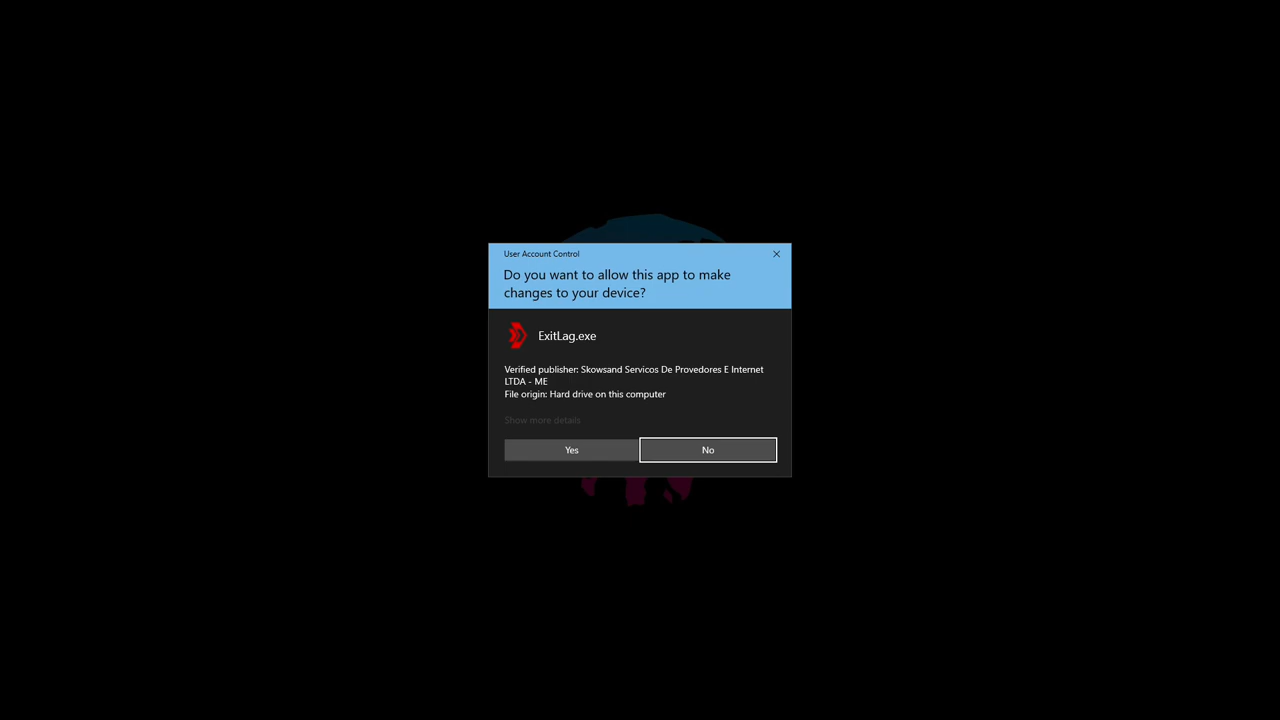 User Account Control
Do you want to allow this app to make
changes to your device?
ExitLag.exe
Verified publisher: Skowsand Servicos De Provedores E Internet
LTDA - ME
File origin: Hard drive on this computer
Show more details
Yes
No